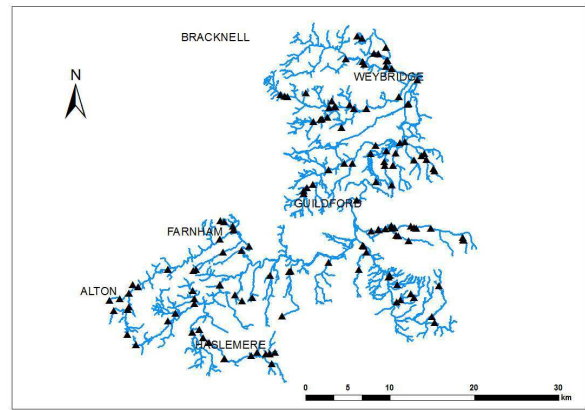 BRACKNELL
N
WEYBRIDGE
GUILDFORD
FARNHAM
ALTON
HASLEMERE
0 5 10 20 30
km